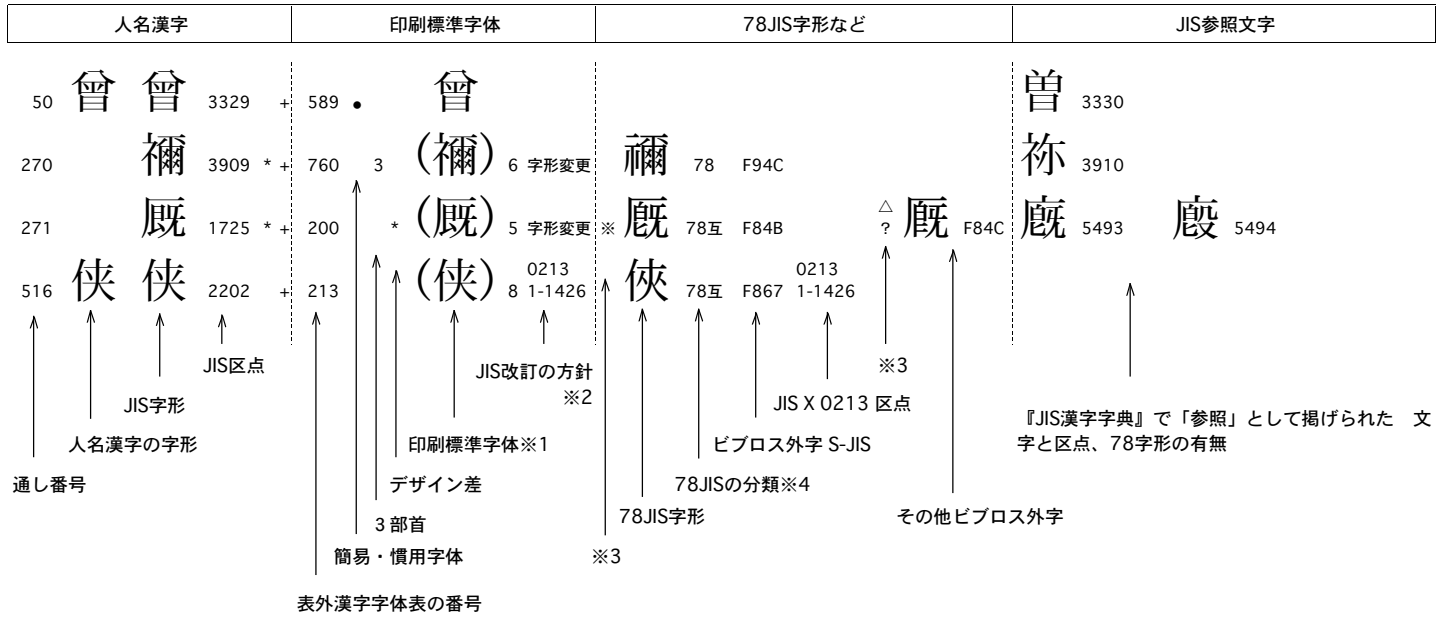 人名漢字 印刷標準字体 78JIS字形など JIS参照文字
50 曾 曾 3329 + 589 ● 曾 曽 3330
270 禰 3909 * + 760 3 (禰) 6 字形変更 禰 78 F94C 祢 3910
271 厩 1725 * + 200 * (厩) 5 字形変更 ※ 厩 78互 F84B △ ? 厩 F84C 廐 5493 廏 5494
516 侠 侠 2202 + 213 (侠) 8 0213 1-1426 俠 78互 F867 0213 1-1426
JIS区点
JIS改訂の方針
※2
※3
JIS字形
JIS X 0213 区点
人名漢字の字形
印刷標準字体※1
ビブロス外字 S-JIS
『JIS漢字字典』で「参照」として掲げられた 文
字と区点、78字形の有無
通し番号
デザイン差
78JISの分類※4
3 部首
78JIS字形
その他ビブロス外字
簡易・慣用字体
※3
表外漢字字体表の番号